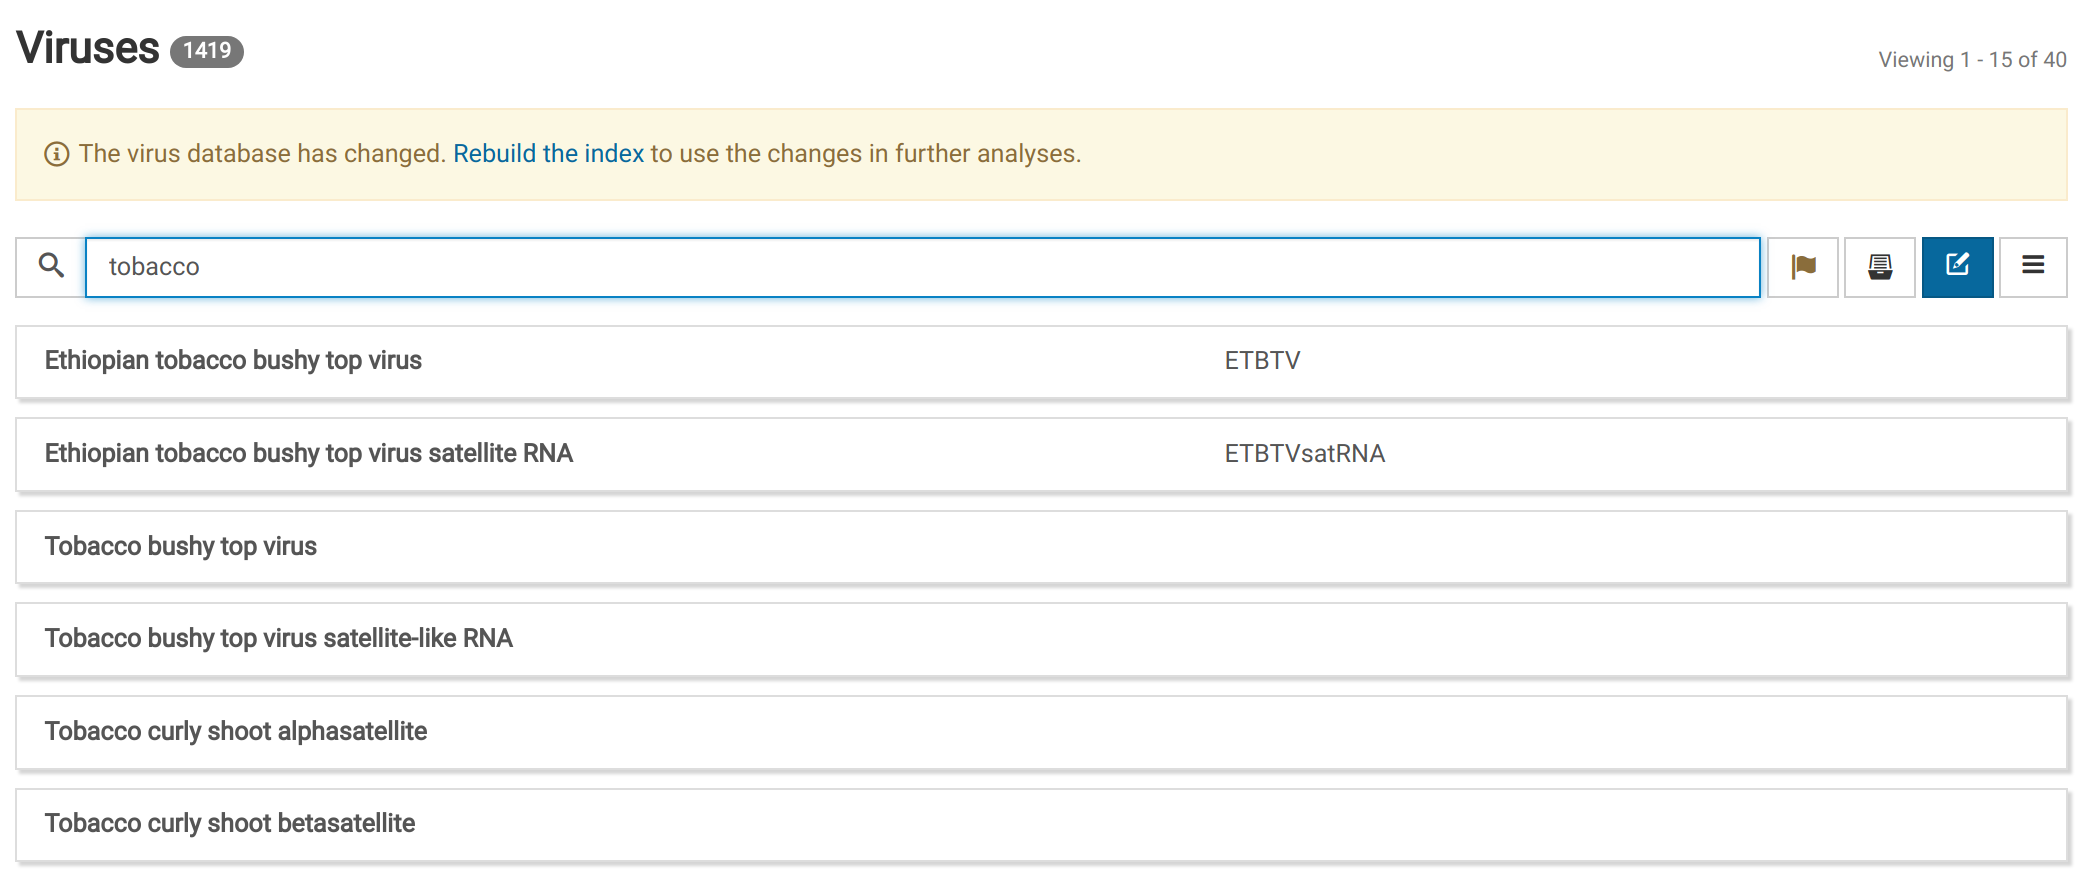 Viruses 1419
Viewing 1 - 15 of 40
The virus database has changed. Rebuild the index to use the changes in further analyses.
tobacco
Ethiopian tobacco bushy top virus ETBTV
Ethiopian tobacco bushy top virus satellite RNA ETBTVsatRNA
Tobacco bushy top virus
Tobacco bushy top virus satellite-like RNA
Tobacco curly shoot alphasatellite
Tobacco curly shoot betasatellite